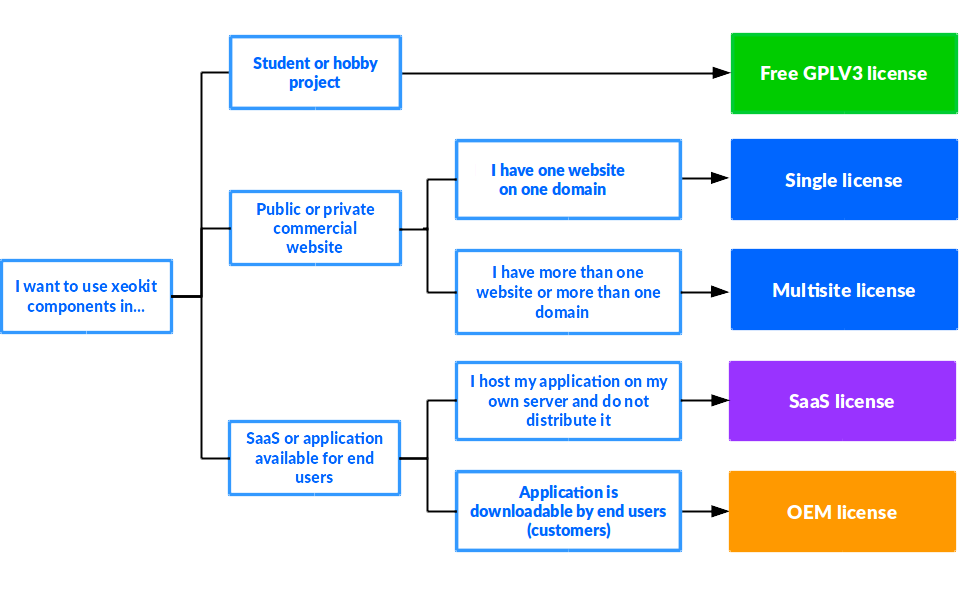 Student or hobby
project
Free GPLV3 license
I have one website
on one domain
Single license
Public or private
commercial
website
I want to use xeokit
components in...
I have more than one
website or more than one
domain
Multisite license
I host my application on my
own server and do not
distribute it
SaaS license
SaaS or application
available for end
users
Application is
downloadable by end users
(customers)
OEM license